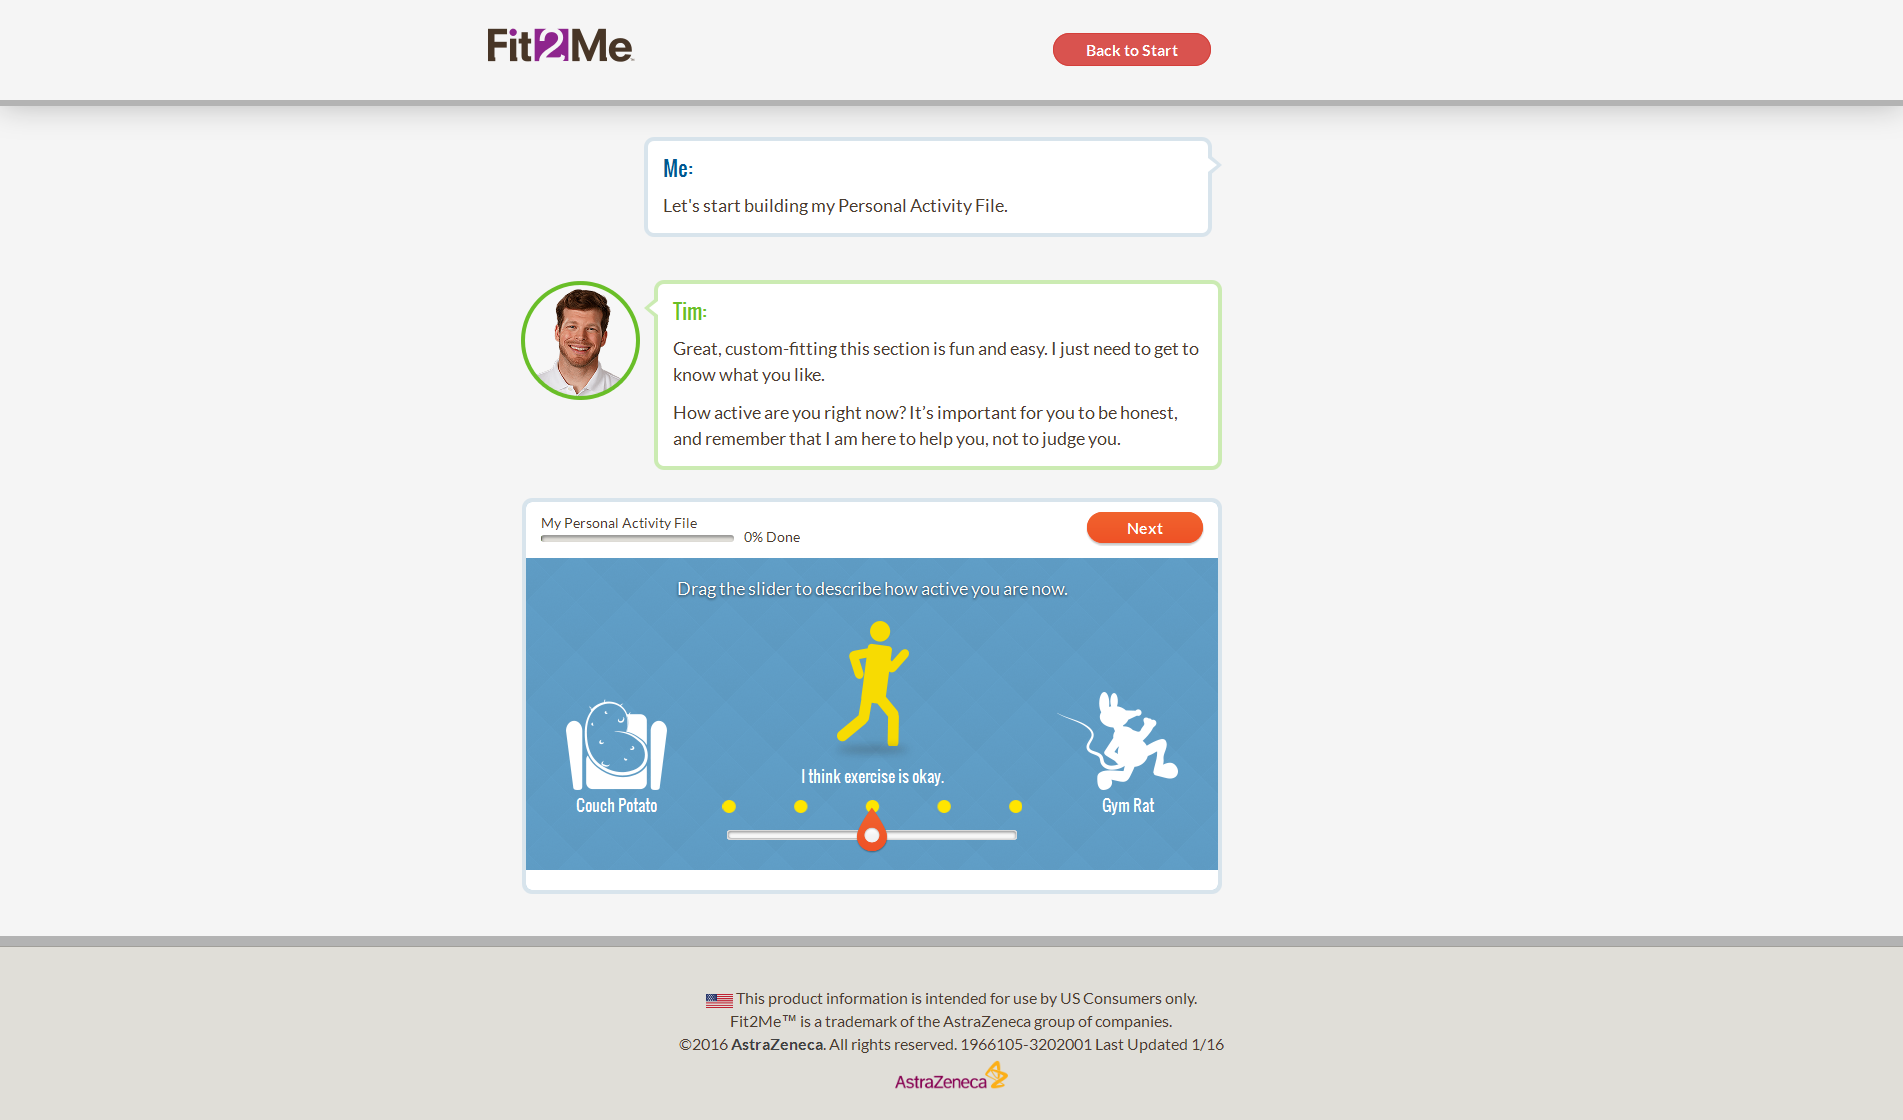 Fit2Me™
Back to Start
Me:
Let's start building my Personal Activity File.
Tim:
Great, custom-fitting this section is fun and easy. I just need to get to
know what you like.
How active are you right now? It’s important for you to be honest,
and remember that I am here to help you, not to judge you.
My Personal Activity File
0% Done
Next
Drag the slider to describe how active you are now.
I think exercise is okay.
Couch Potato
Gym Rat
This product information is intended for use by US Consumers only.
Fit2Me™ is a trademark of the AstraZeneca group of companies.
©2016 AstraZeneca. All rights reserved. 1966105-3202001 Last Updated 1/16
AstraZeneca